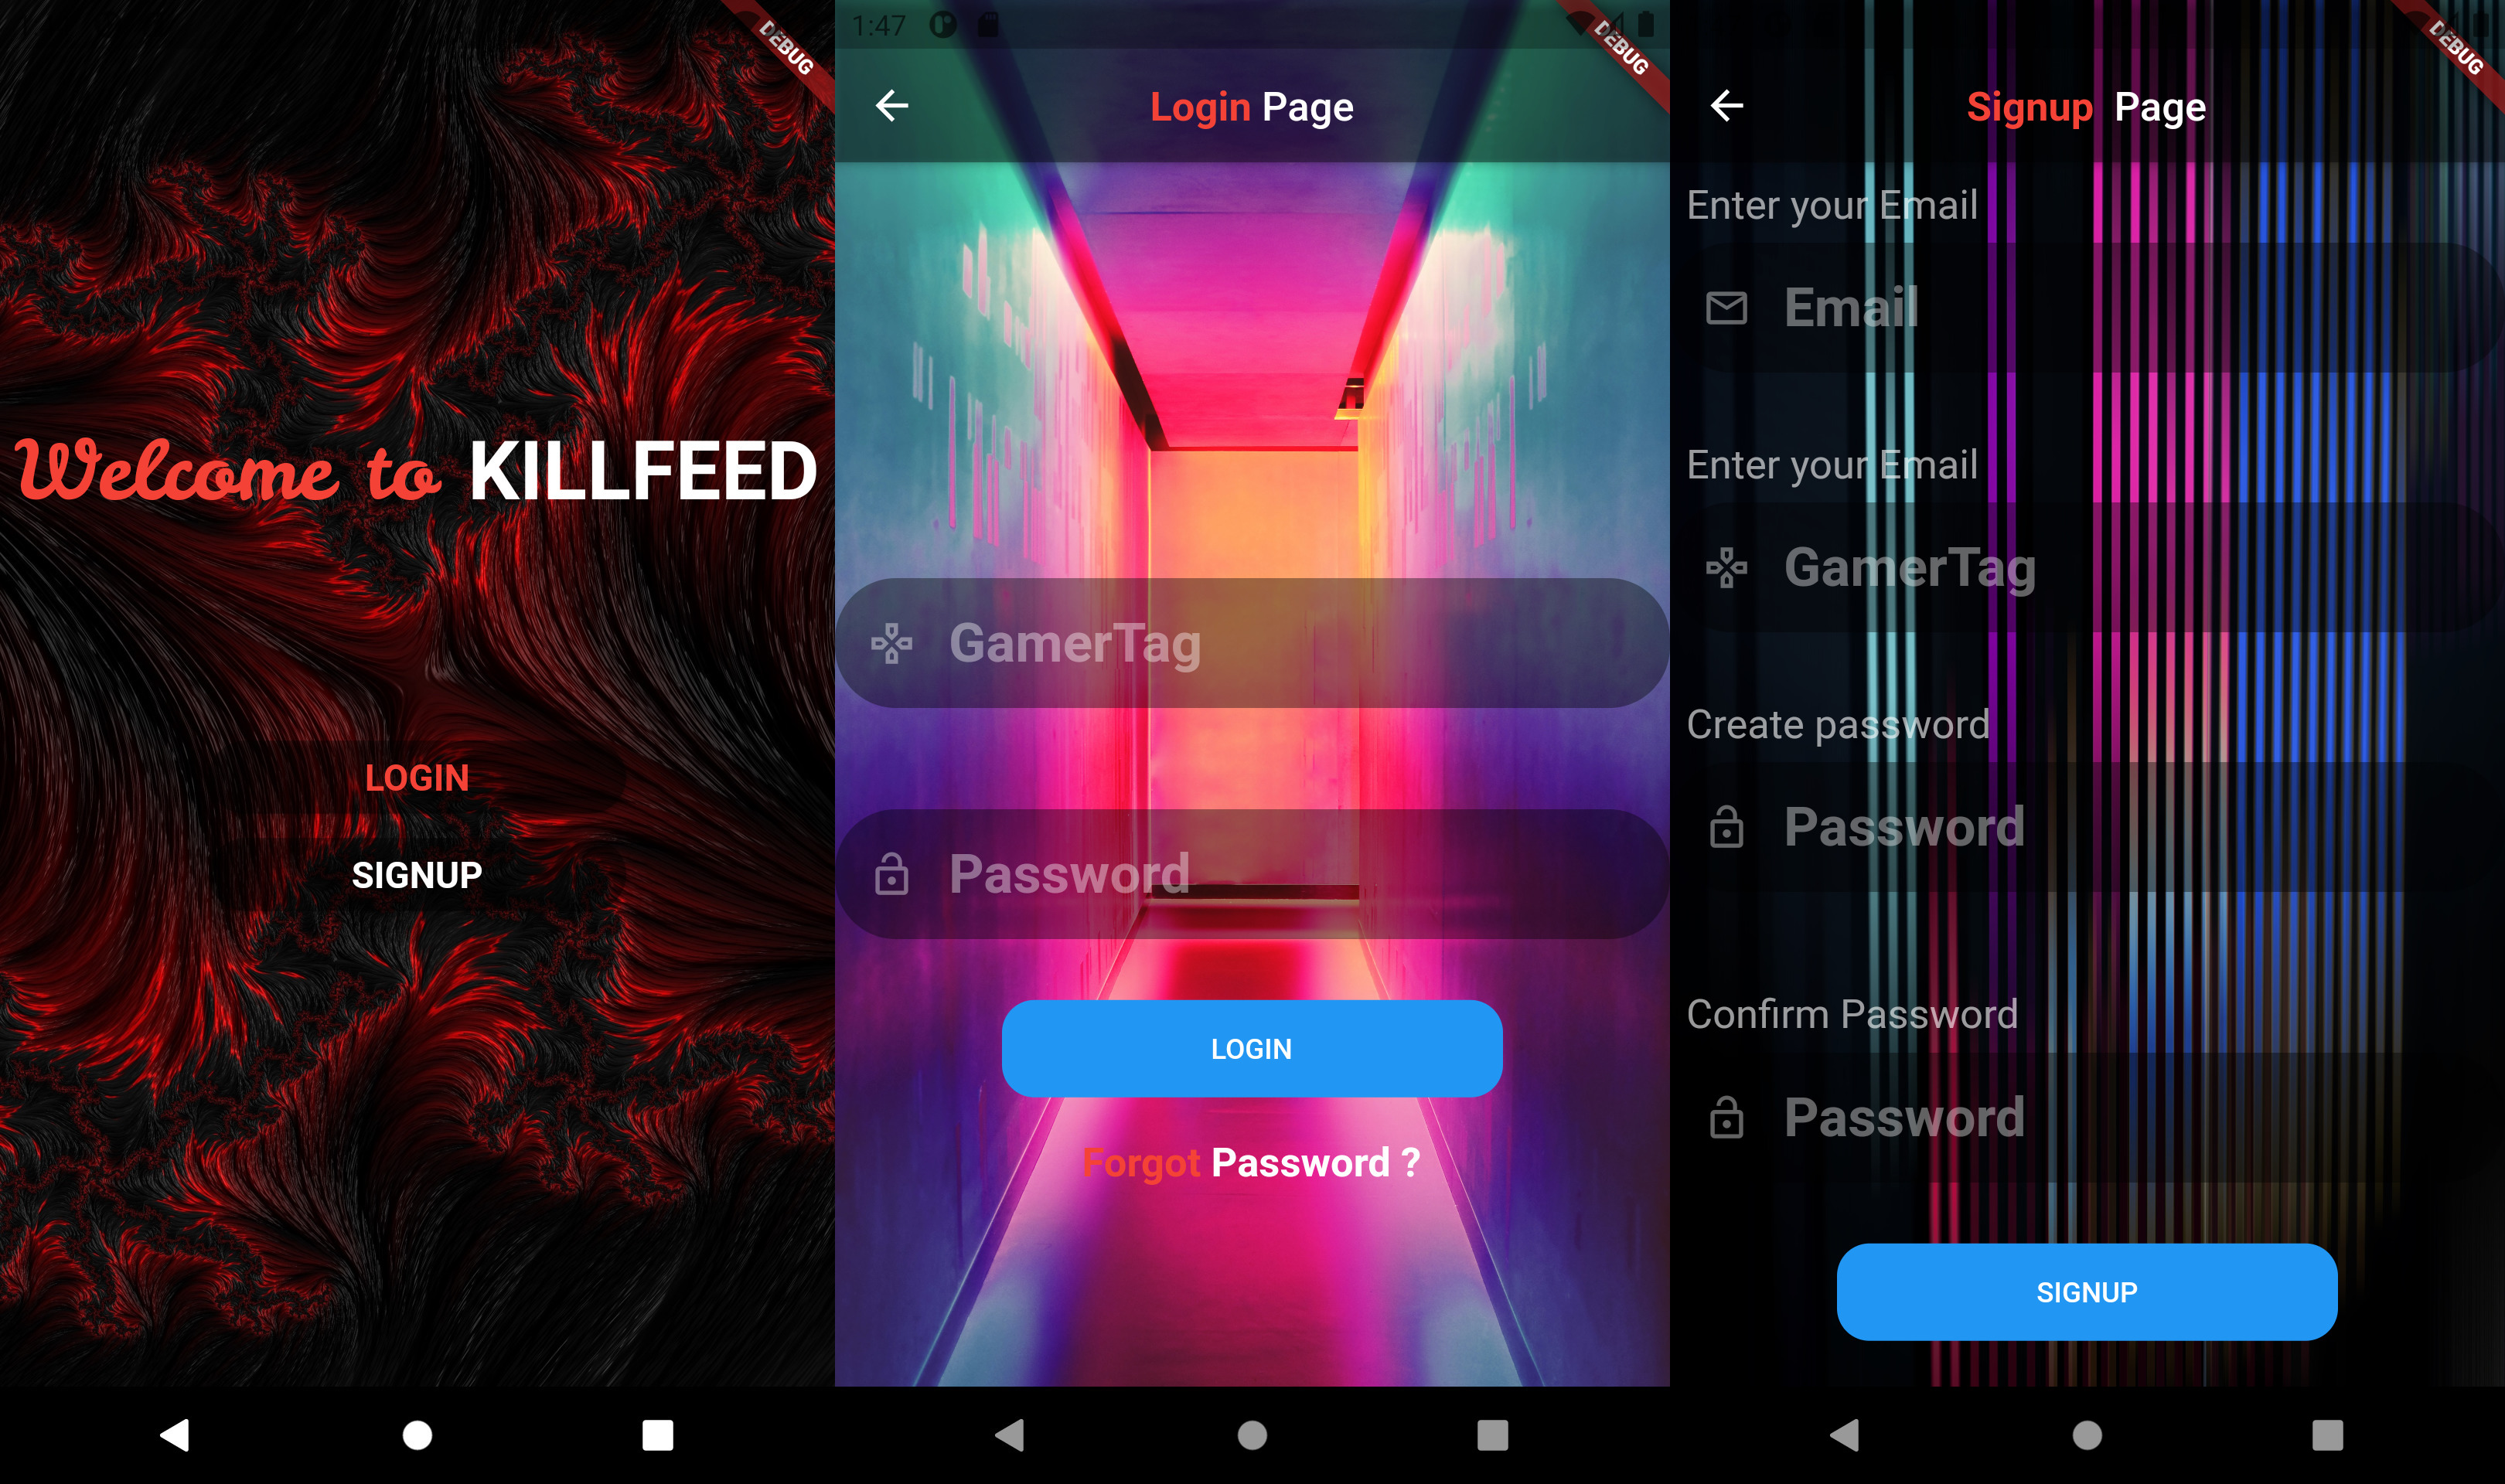 DEBUG
Welcome to KILLFEED
LOGIN
SIGNUP
1:47
DEBUG
Login Page
GamerTag
Password
LOGIN
Forgot Password ?
DEBUG
Signup Page
Enter your Email
Email
Enter your Email
GamerTag
Create password
Password
Confirm Password
Password
SIGNUP